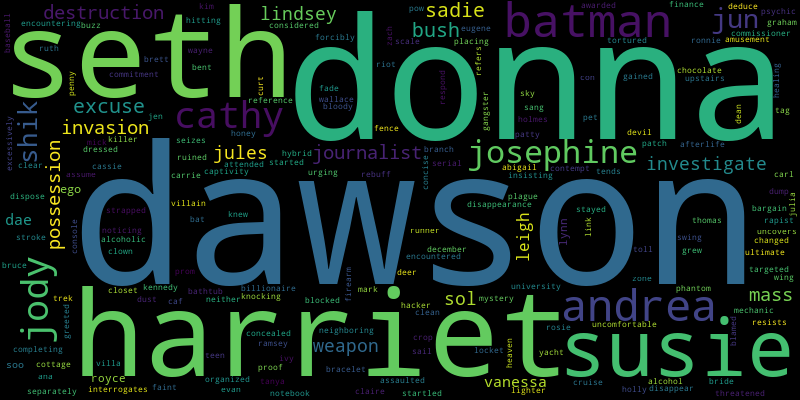 destruction
lindsey
sadie
batman
jun
seth
donna
bush
shik
excuse
cathy
invasion
jules
journalist
josephine
investigate
possession
dawson
dae
ego
leigh
jody
harriet
sol
andrea
mass
susie
weapon
royce
vanessa
kim
hitting
considered
buzz
encountering
ruth
brett
wayne
commitment
bent
penny
curt
reference
forcibly
scale
zach
pow
eugene
placing
riot
fade
wallace
bloody
fence
respond
refers
gangster
awarded
finance
psychic
deduce
graham
tortured
ronnie
amusement
commissioner
con
gained
chocolate
upstairs
sky
sang
holmes
patty
pet
devil
dean
tag
healing
baseball
excessively
jen
honey
killer
dressed
clear
cassie
assume
dispose
seizes
ruined
carrie
hybrid
attended
started
captivity
urging
rebuff
branch
serial
concise
abigail
insisting
contempt
tends
patch
afterlife
carl
dump
julia
strapped
noticing
villain
knew
bat
alcoholic
clown
stroke
console
plague
disappearance
stayed
link
lynn
runner
december
encountered
grew
thomas
swing
bargain
rapist
uncovers
changed
ultimate
bruce
prom
kennedy
bathtub
billionaire
firearm
deer
university
zone
toll
phantom
targeted
wing
trek
closet
dust
caf
neither
knocking
mark
blocked
hacker
clean
mystery
rosie
uncomfortable
blamed
mechanic
resists
greeted
completing
cottage
villa
teen
concealed
ramsey
neighboring
crop
sail
locket
heaven
yacht
soo
ana
separately
interrogates
faint
evan
organized
proof
ivy
tanya
notebook
bracelet
claire
assaulted
startled
lighter
cruise
holly
alcohol
disappear
bride
threatened